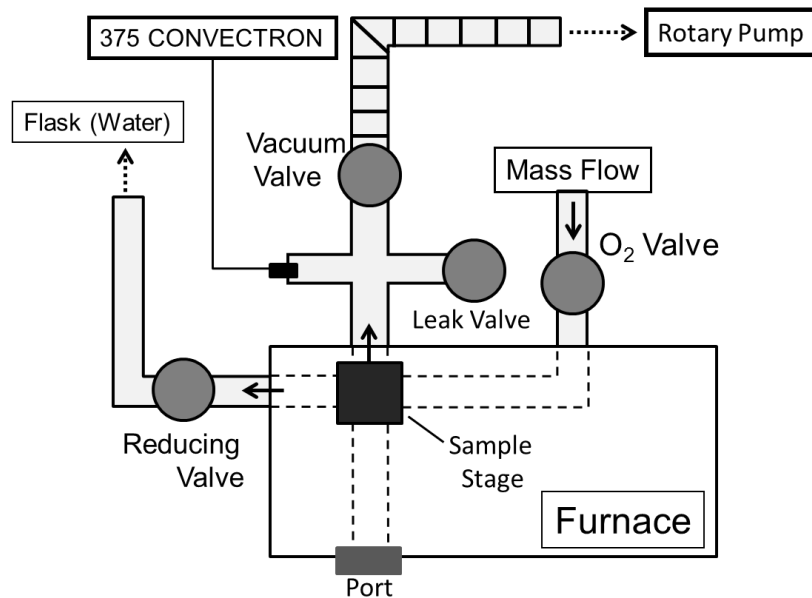 375 CONVECTRON
Rotary Pump
Flask (Water)
Vacuum
Valve
Mass Flow
O₂ Valve
Leak Valve
Reducing
Valve
Sample
Stage
Furnace
Port